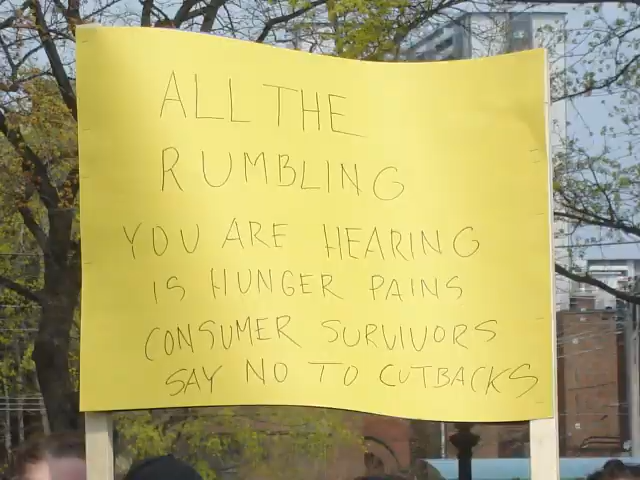 ALL THE
RUMBLING
YOU ARE HEARING
IS HUNGER PAINS
CONSUMER SURVIVORS
SAY NO TO CUTBACKS